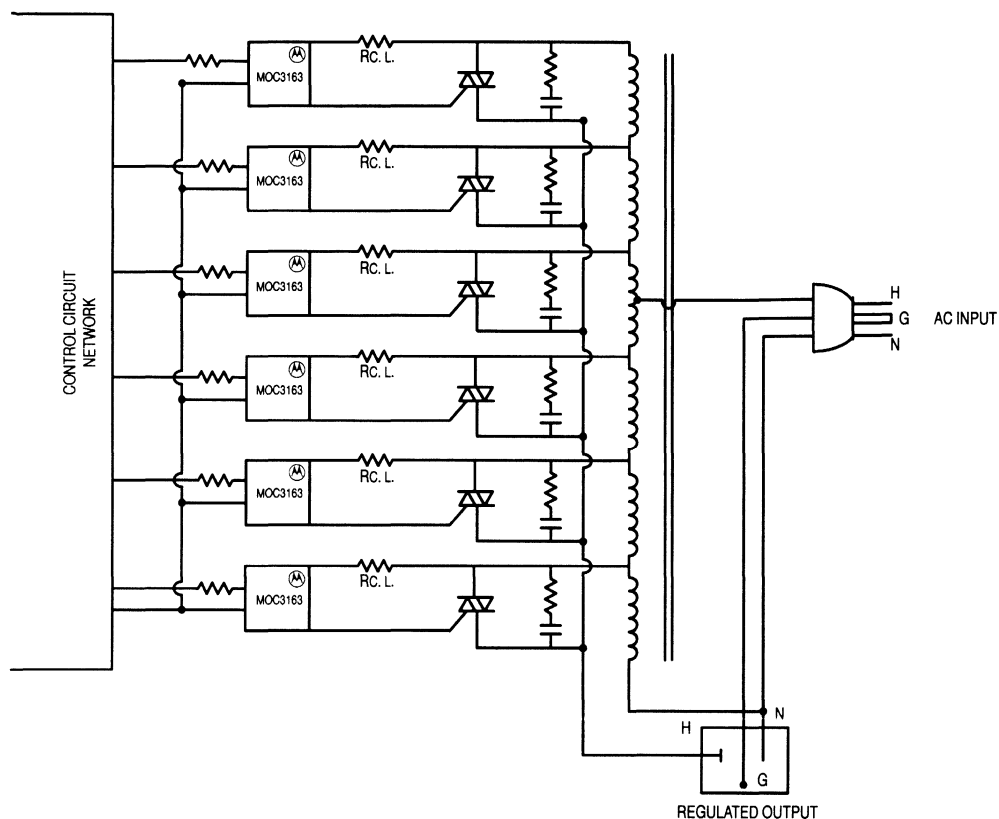 MOC3163
RC. L.
MOC3163
RC. L.
MOC3163
RC. L.
MOC3163
RC. L.
MOC3163
RC. L.
MOC3163
RC. L.
CONTROL CIRCUIT
NETWORK
H
G
N
AC INPUT
H
N
G
REGULATED OUTPUT